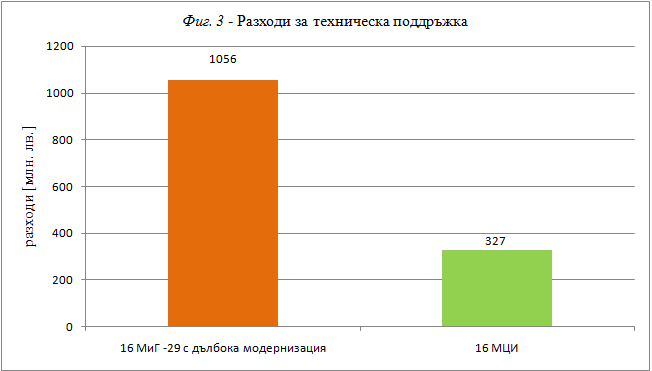 Фиг. 3 - Разходи за техническа поддръжка
разходи [млн. лв.]
1200
1000
800
600
400
200
0
1056
327
16 МиГ -29 с дълбока модернизация
16 МЦИ